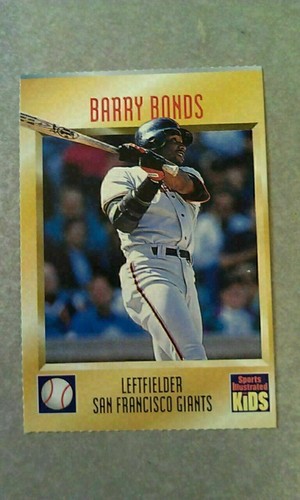 BARRY BONDS
LEFTFIELDER
SAN FRANCISCO GIANTS
Sports
Illustrated
KiDS